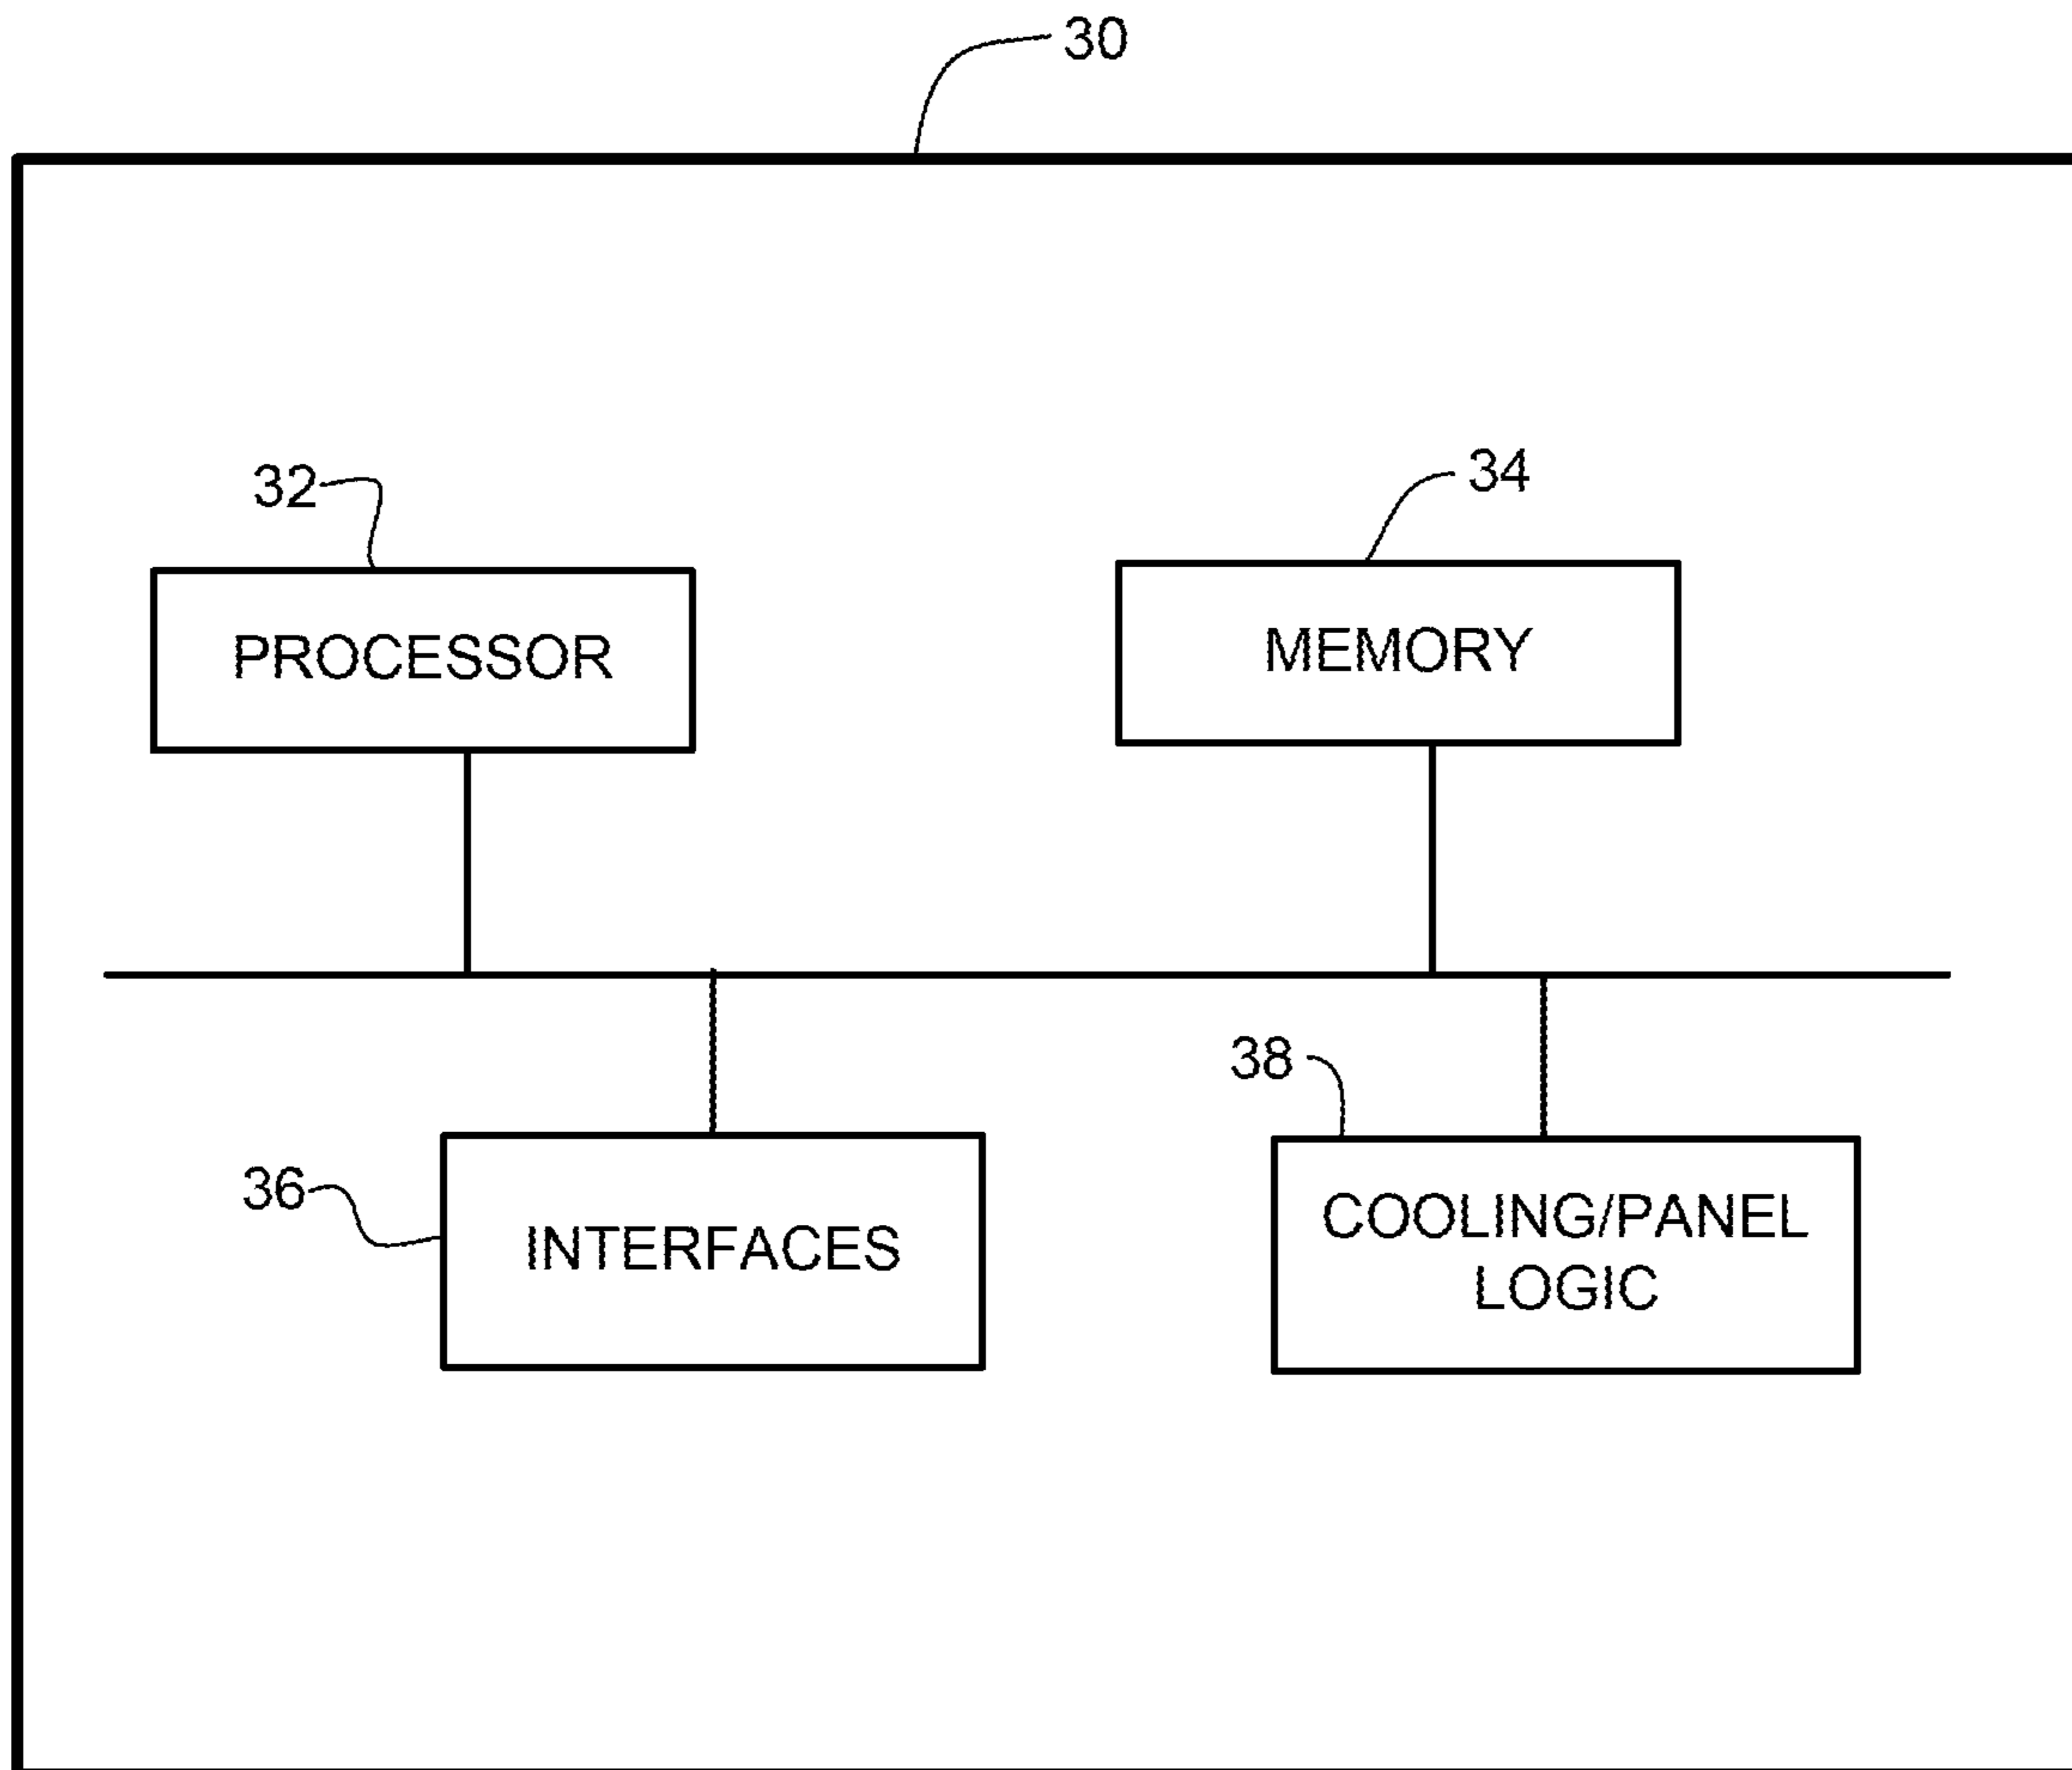 30
32
34
PROCESSOR
MEMORY
38
36
INTERFACES
COOLING/PANEL
LOGIC